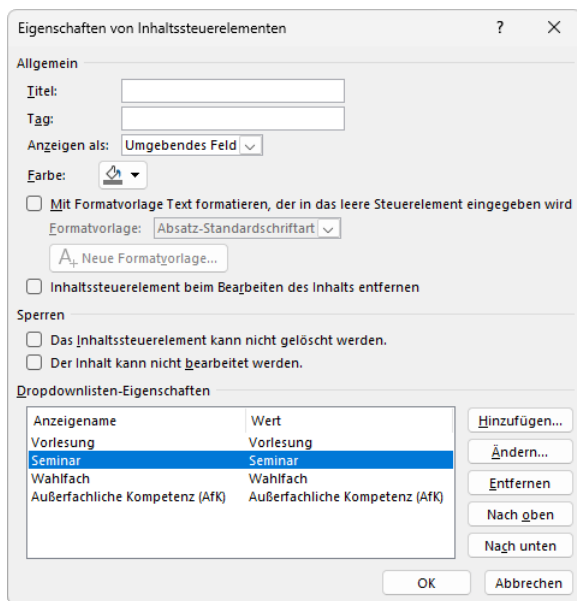 Eigenschaften von Inhaltssteuerelementen ?
Allgemein
Titel:
Tag:
Anzeigen als: Umgebendes Feld
Farbe:
Mit Formatvorlage Text formatieren, der in das leere Steuerelement eingegeben wird
Formatvorlage: Absatz-Standardschriftart
A+ Neue Formatvorlage...
Inhaltssteuerelement beim Bearbeiten des Inhalts entfernen
Sperren
Das Inhaltssteuerelement kann nicht gelöscht werden.
Der Inhalt kann nicht bearbeitet werden.
Dropdownlisten-Eigenschaften
Anzeigename Wert Hinzufügen...
Vorlesung Vorlesung
Seminar Seminar Ändern...
Wahlfach Wahlfach Entfernen
Außerfachliche Kompetenz (AfK) Außerfachliche Kompetenz (AfK)
Nach oben
Nach unten
OK Abbrechen